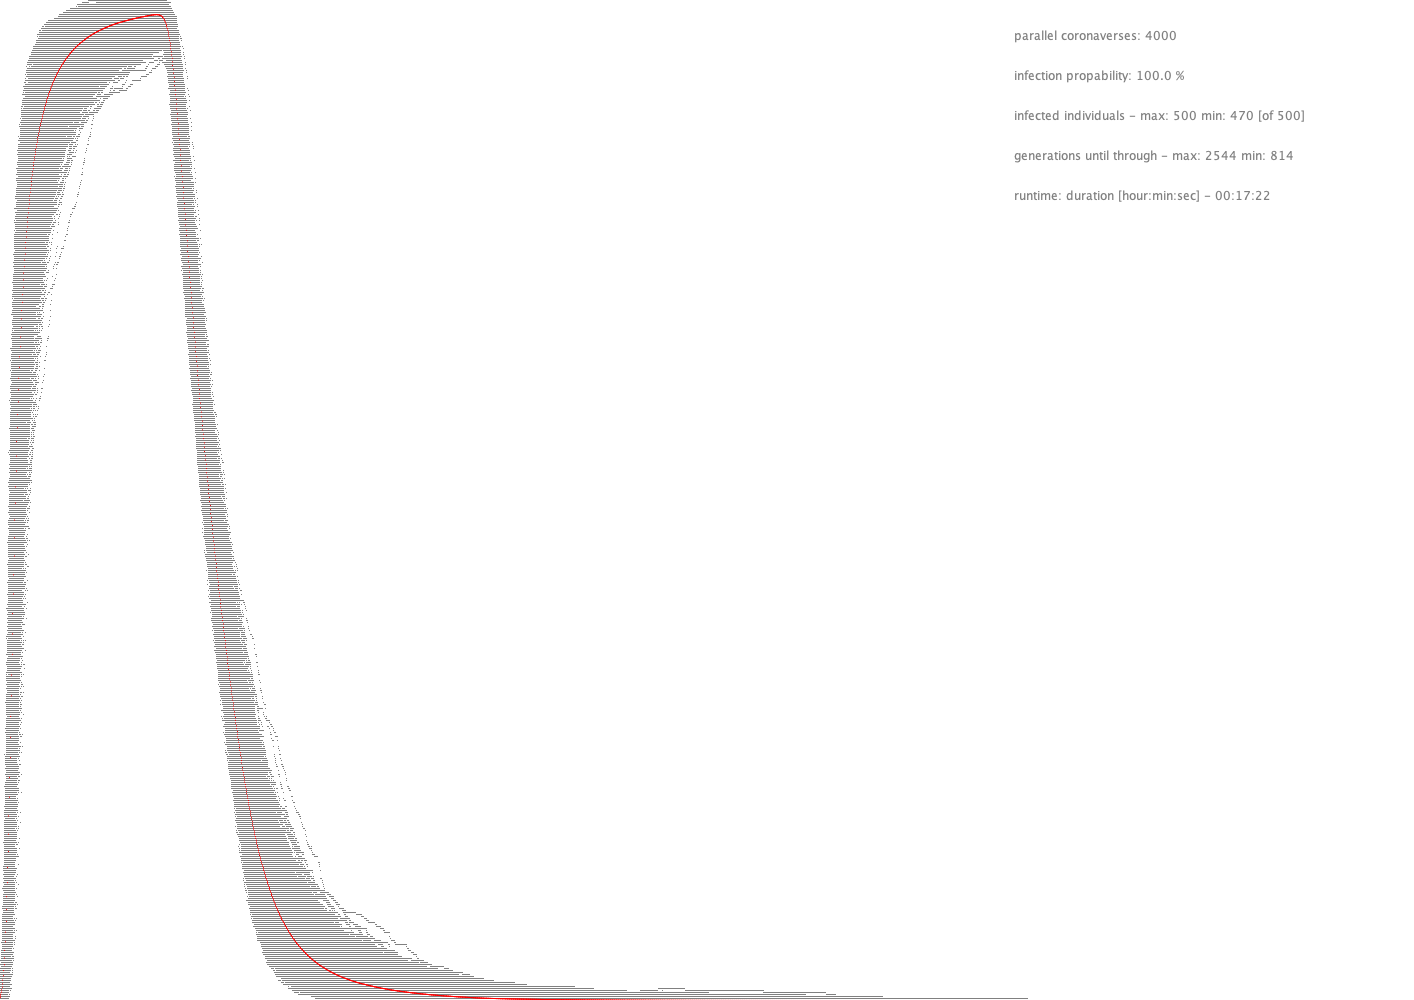 parallel coronaverses: 4000
infection propability: 100.0 %
infected individuals - max: 500 min: 470 [of 500]
generations until through - max: 2544 min: 814
runtime: duration [hour:min:sec] - 00:17:22